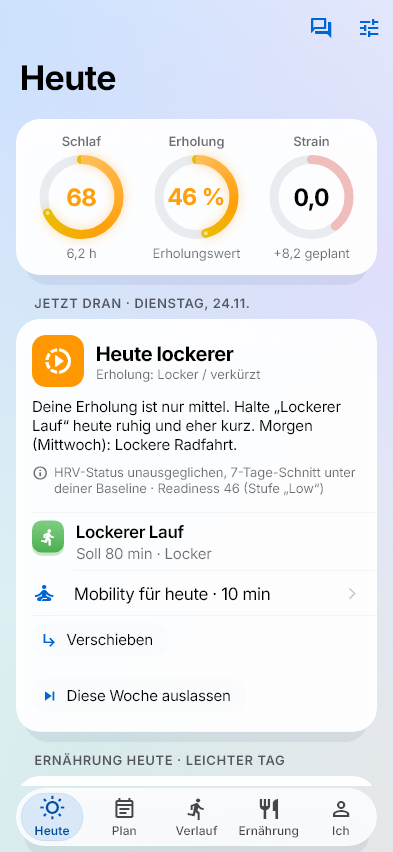 Heute
Schlaf
Erholung
Strain
68
46 %
0,0
6,2 h
Erholungswert
+8,2 geplant
JETZT DRAN · DIENSTAG, 24.11.
Heute lockerer
Erholung: Locker / verkürzt
Deine Erholung ist nur mittel. Halte „Lockerer
Lauf“ heute ruhig und eher kurz. Morgen
(Mittwoch): Lockere Radfahrt.
HRV-Status unausgeglichen, 7-Tage-Schnitt unter
deiner Baseline · Readiness 46 (Stufe „Low“)
Lockerer Lauf
Soll 80 min · Locker
Mobility für heute · 10 min
Verschieben
Diese Woche auslassen
ERNÄHRUNG HEUTE · LEICHTER TAG
Heute
Plan
Verlauf
Ernährung
Ich